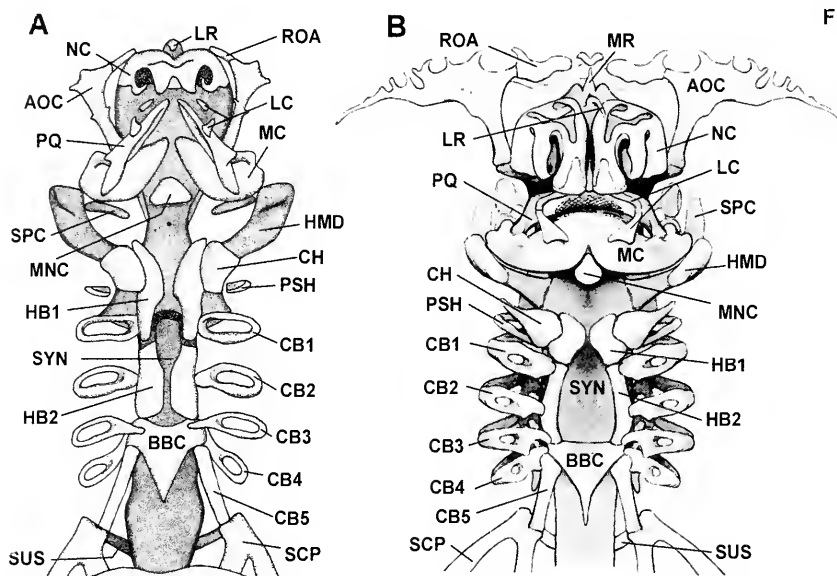 A
LR
ROA
NC
AOC
LC
PQ
MC
SPC
HMD
MNC
CH
PSH
HB1
CB1
SYN
CB2
HB2
CB3
BBC
CB4
CB5
SUS
SCP
B
F
ROA
MR
AOC
LR
NC
LC
PQ
SPC
MC
CH
HMD
PSH
MNC
CB1
HB1
CB2
SYN
HB2
CB3
BBC
CB4
CB5
SCP
SUS